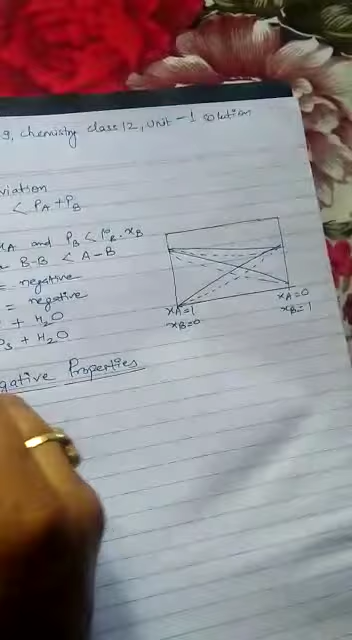 9, chemistry class 12, unit - 1 solution
viation
< PA + PB
xA and PB < P°B · xB
B-B < A-B
= negative
= negative
+ H2O
+ H2O
xA=1
xB=0
xA=0
xB=1
gative Properties